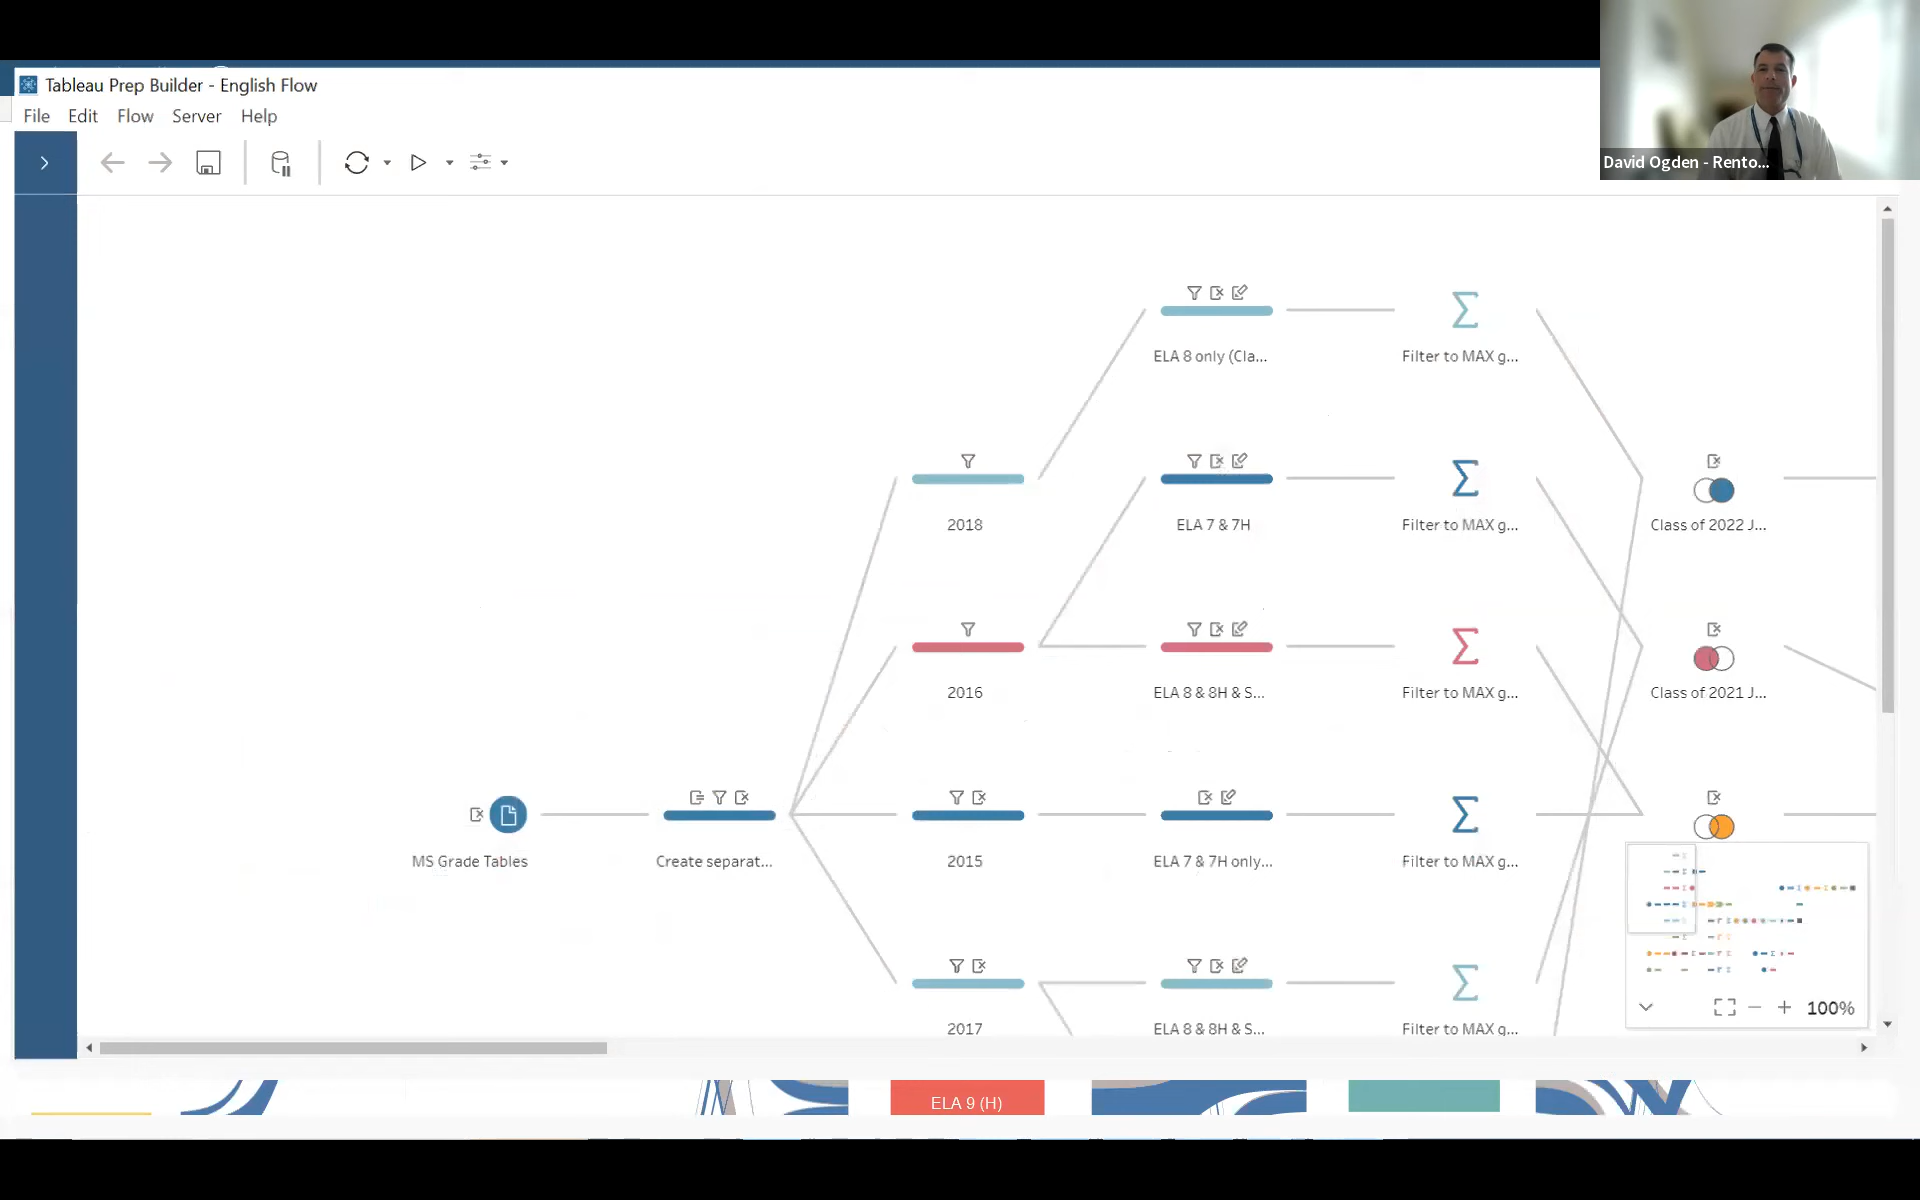 Tableau Prep Builder - English Flow
File Edit Flow Server Help
David Ogden - Rento...
ELA 8 only (Cla...
Filter to MAX g...
2018
ELA 7 & 7H
Filter to MAX g...
Class of 2022 J...
2016
ELA 8 & 8H & S...
Filter to MAX g...
Class of 2021 J...
MS Grade Tables
Create separat...
2015
ELA 7 & 7H only...
Filter to MAX g...
2017
ELA 8 & 8H & S...
Filter to MAX g...
100%
ELA 9 (H)